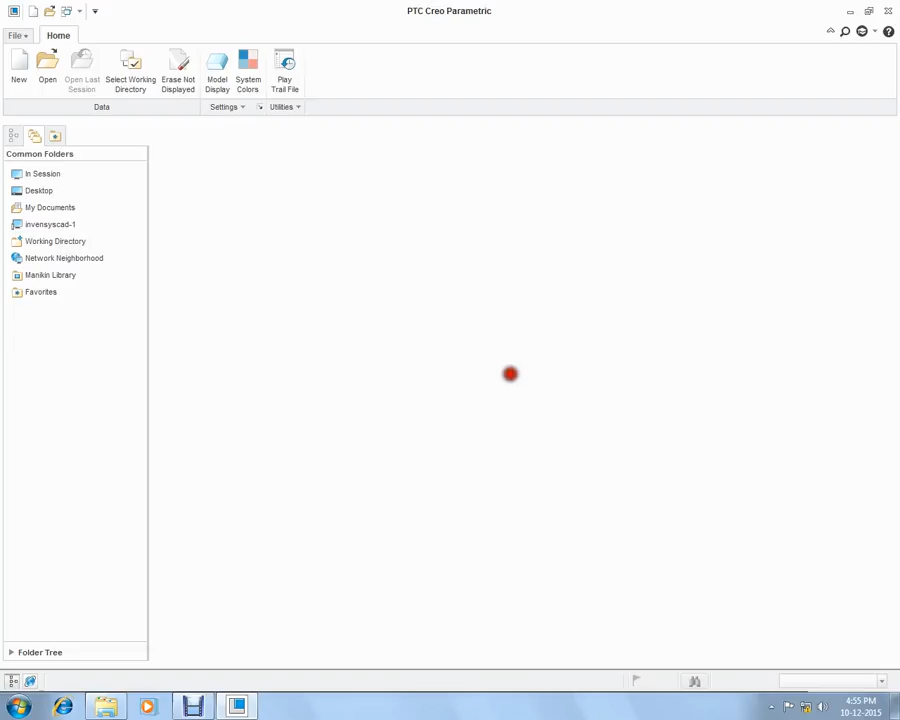 PTC Creo Parametric
File
Home
New
Open
Open Last Session
Select Working Directory
Erase Not Displayed
Model Display
System Colors
Play Trail File
Data
Settings
Utilities
Common Folders
In Session
Desktop
My Documents
invensyscad-1
Working Directory
Network Neighborhood
Manikin Library
Favorites
Folder Tree
4:55 PM
10-12-2015